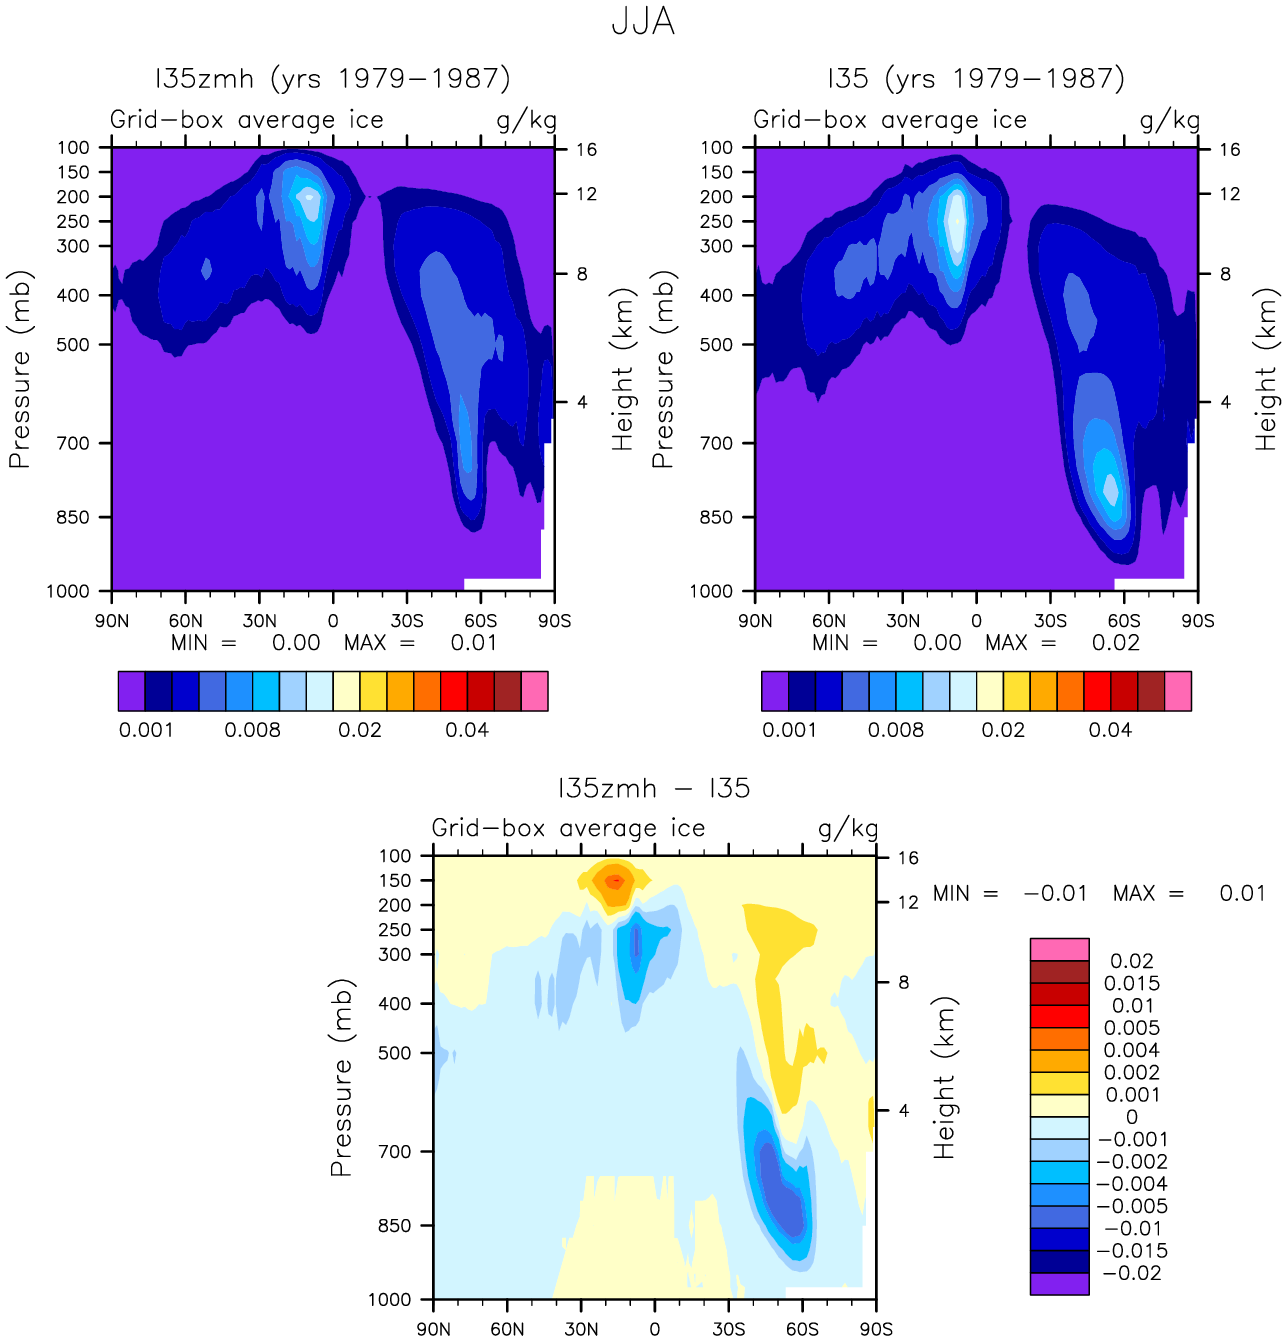 JJA
I35zmh (yrs 1979-1987)
Grid-box average ice g/kg
100
150
200
250
300
400
500
700
850
1000
Pressure (mb)
16
12
8
4
Height (km)
90N 60N 30N 0 30S 60S 90S
MIN = 0.00 MAX = 0.01
0.001 0.008 0.02 0.04
I35 (yrs 1979-1987)
Grid-box average ice g/kg
100
150
200
250
300
400
500
700
850
1000
Pressure (mb)
16
12
8
4
Height (km)
90N 60N 30N 0 30S 60S 90S
MIN = 0.00 MAX = 0.02
0.001 0.008 0.02 0.04
I35zmh - I35
Grid-box average ice g/kg
100
150
200
250
300
400
500
700
850
1000
Pressure (mb)
16
12
8
4
Height (km)
90N 60N 30N 0 30S 60S 90S
MIN = -0.01 MAX = 0.01
0.02
0.015
0.01
0.005
0.004
0.002
0.001
0
-0.001
-0.002
-0.004
-0.005
-0.01
-0.015
-0.02